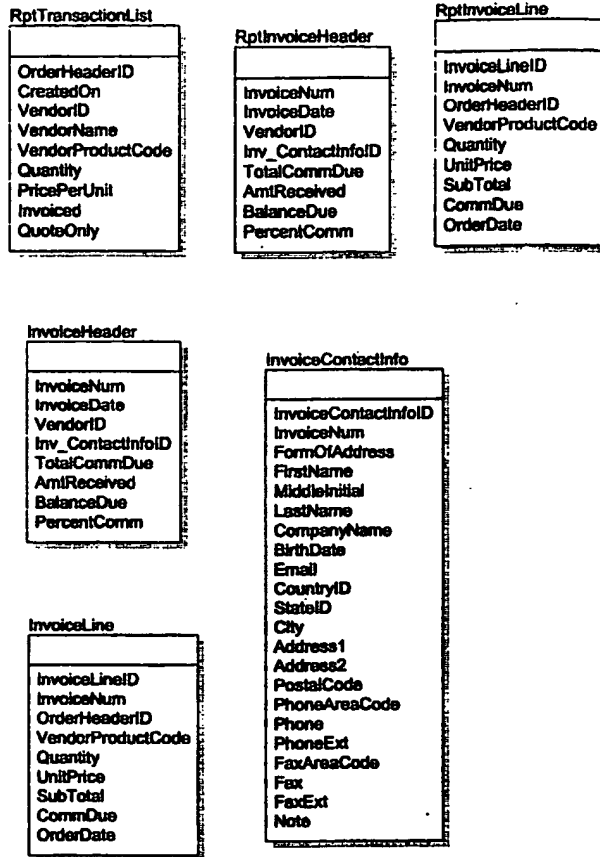 RptTransactionList
OrderHeaderID
CreatedOn
VendorID
VendorName
VendorProductCode
Quantity
PricePerUnit
Invoiced
QuoteOnly
RptInvoiceHeader
InvoiceNum
InvoiceDate
VendorID
Inv_ContactInfoID
TotalCommDue
AmtReceived
BalanceDue
PercentComm
RptInvoiceLine
InvoiceLineID
InvoiceNum
OrderHeaderID
VendorProductCode
Quantity
UnitPrice
SubTotal
CommDue
OrderDate
InvoiceHeader
InvoiceNum
InvoiceDate
VendorID
Inv_ContactInfoID
TotalCommDue
AmtReceived
BalanceDue
PercentComm
InvoiceContactInfo
InvoiceContactInfoID
InvoiceNum
FormOfAddress
FirstName
MiddleInitial
LastName
CompanyName
BirthDate
Email
CountryID
StateID
City
Address1
Address2
PostalCode
PhoneAreaCode
Phone
PhoneExt
FaxAreaCode
Fax
FaxExt
Note
InvoiceLine
InvoiceLineID
InvoiceNum
OrderHeaderID
VendorProductCode
Quantity
UnitPrice
SubTotal
CommDue
OrderDate